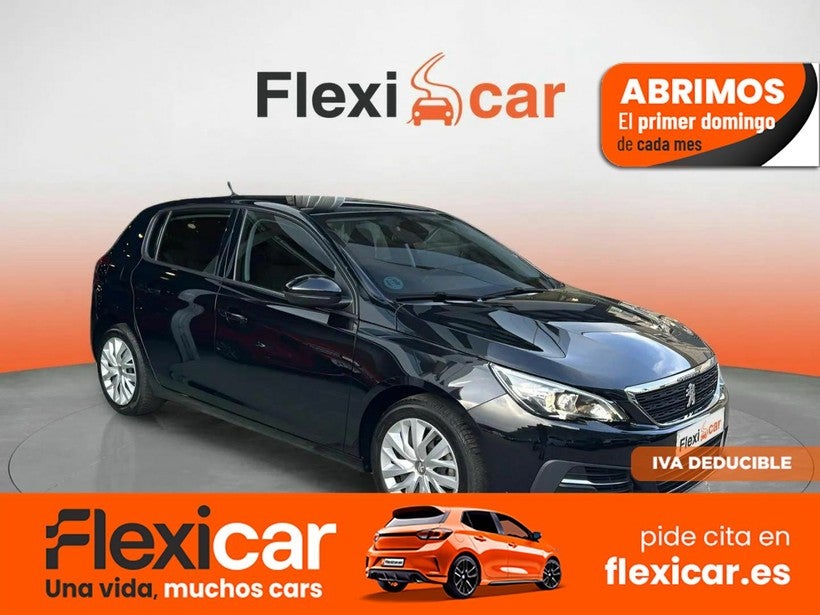 Flexicar
ABRIMOS
El primer domingo
de cada mes
Flexicar
IVA DEDUCIBLE
Flexicar
Una vida, muchos cars
pide cita en
flexicar.es